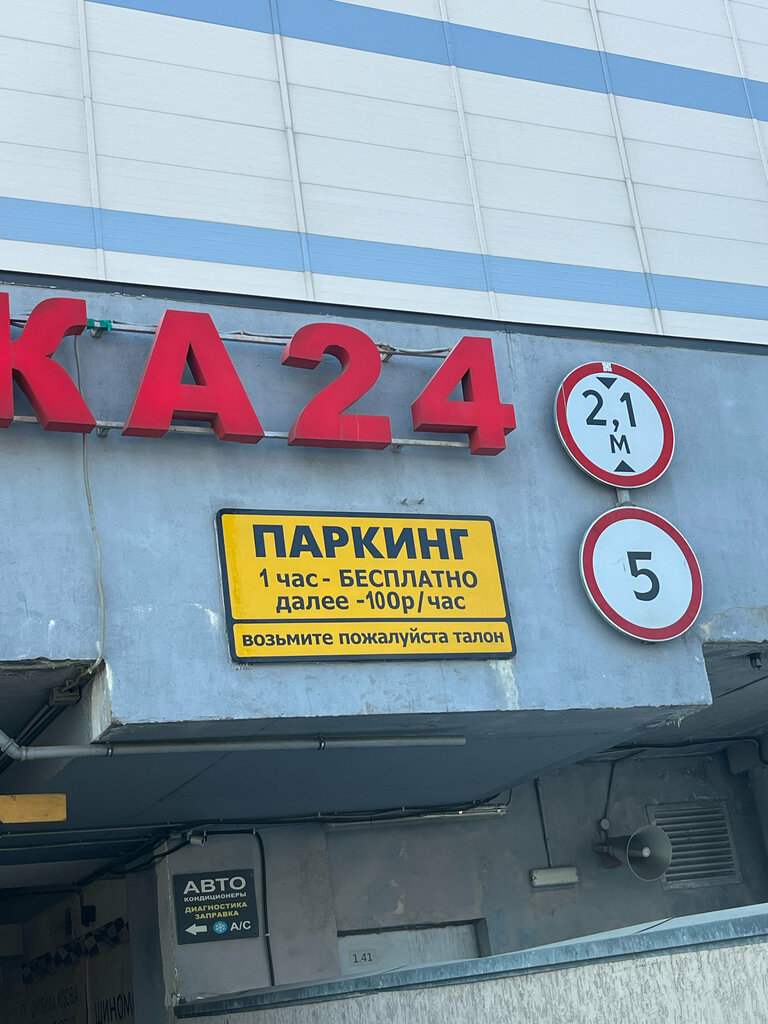 КА24
2,1
М
5
ПАРКИНГ
1 час - БЕСПЛАТНО
далее -100р/час
возьмите пожалуйста талон
АВТО
КОНДИЦИОНЕРЫ
ДИАГНОСТИКА
ЗАПРАВКА
A/C
1.41
ШИНОМ